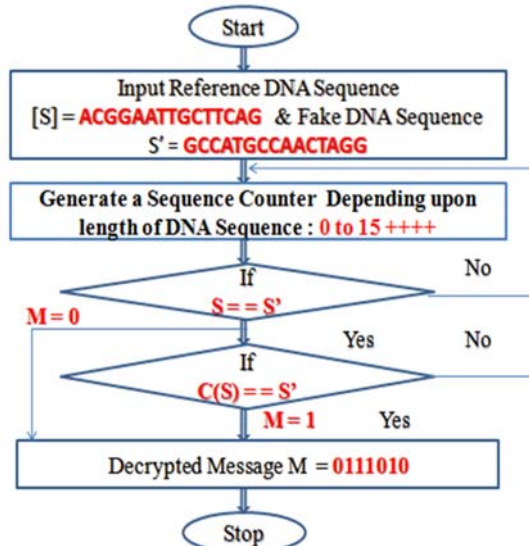 Start
Input Reference DNA Sequence
[S] = ACGGAATTGCTTCAG & Fake DNA Sequence
S' = GCCATGCCAACTAGG
Generate a Sequence Counter Depending upon
length of DNA Sequence : 0 to 15 ++++
If
No
S = = S'
M = 0
Yes
No
If
C(S) == S'
M = 1
Yes
Decrypted Message M = 0111010
Stop